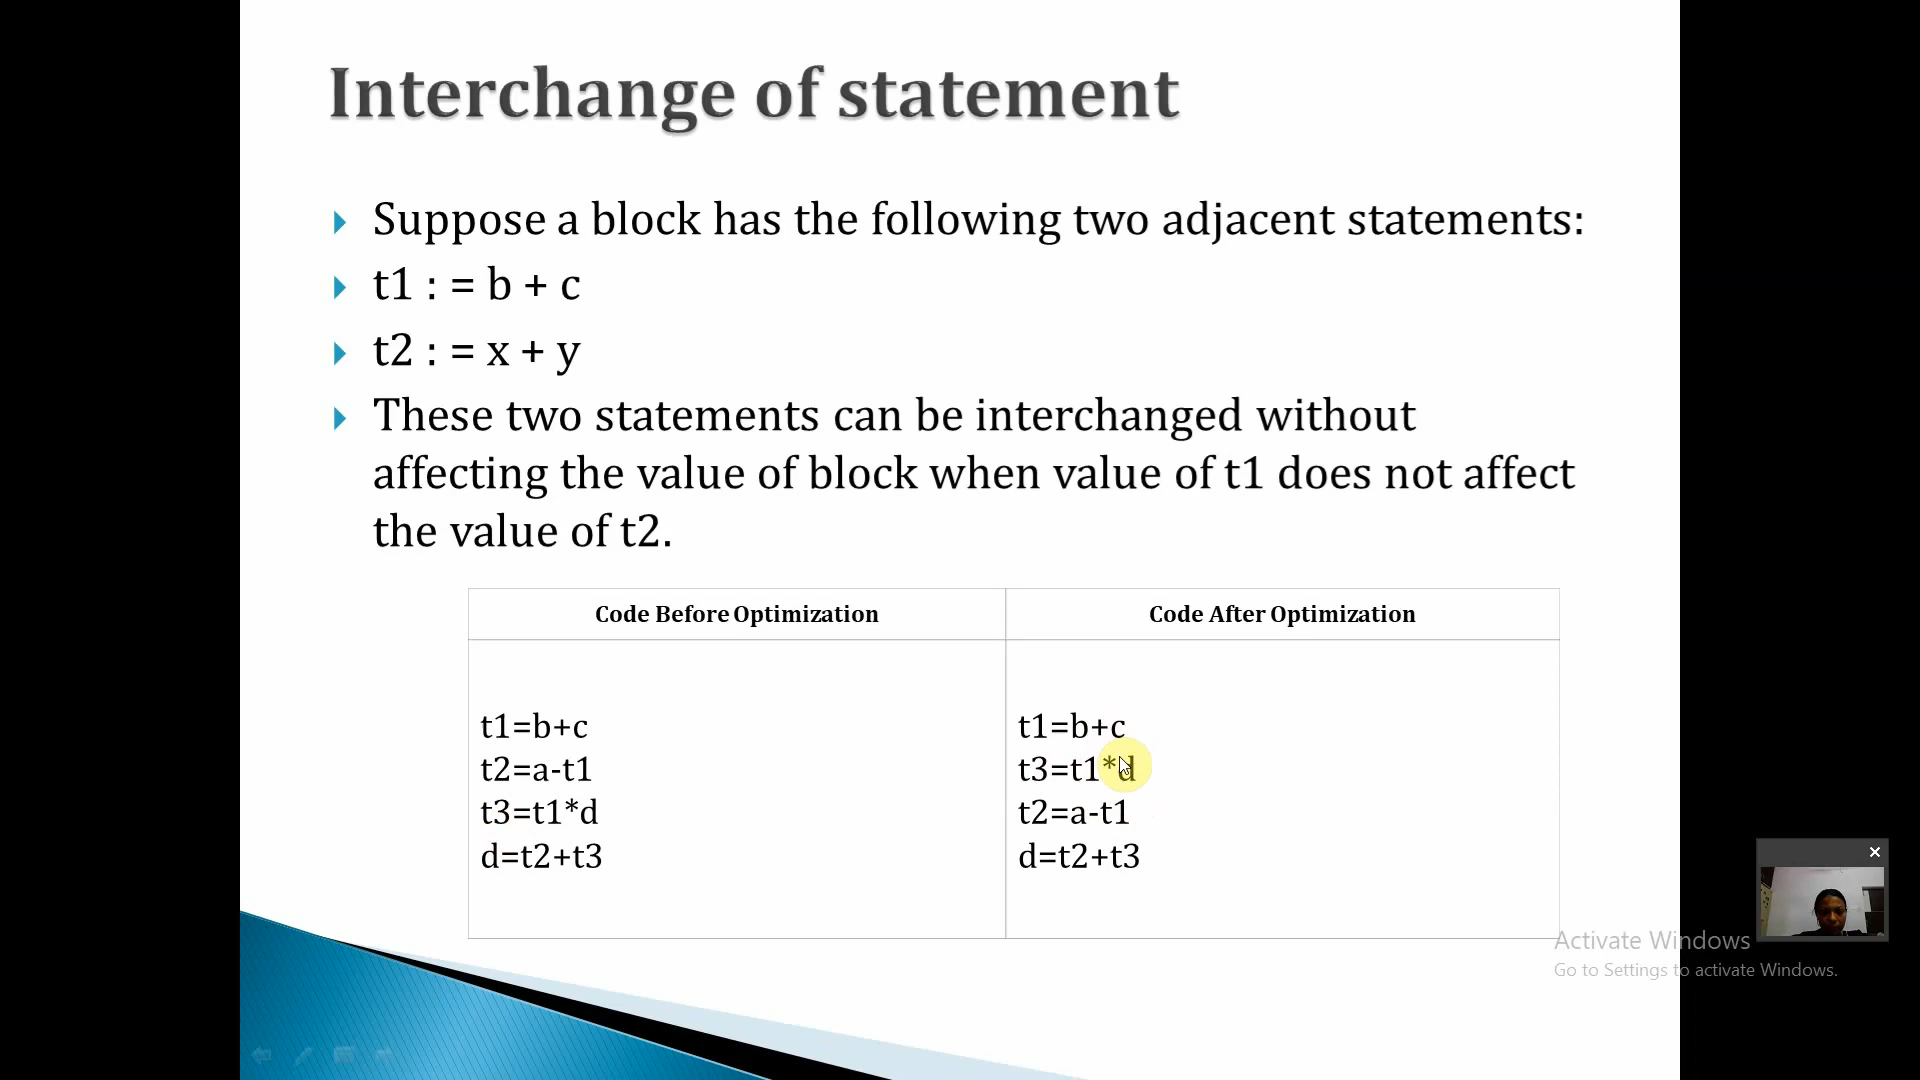 Interchange of statement
Suppose a block has the following two adjacent statements:
t1 : = b + c
t2 : = x + y
These two statements can be interchanged without
affecting the value of block when value of t1 does not affect
the value of t2.
Code Before Optimization
Code After Optimization
t1=b+c
t2=a-t1
t3=t1*d
d=t2+t3
t1=b+c
t3=t1*d
t2=a-t1
d=t2+t3
Activate Windows
Go to Settings to activate Windows.